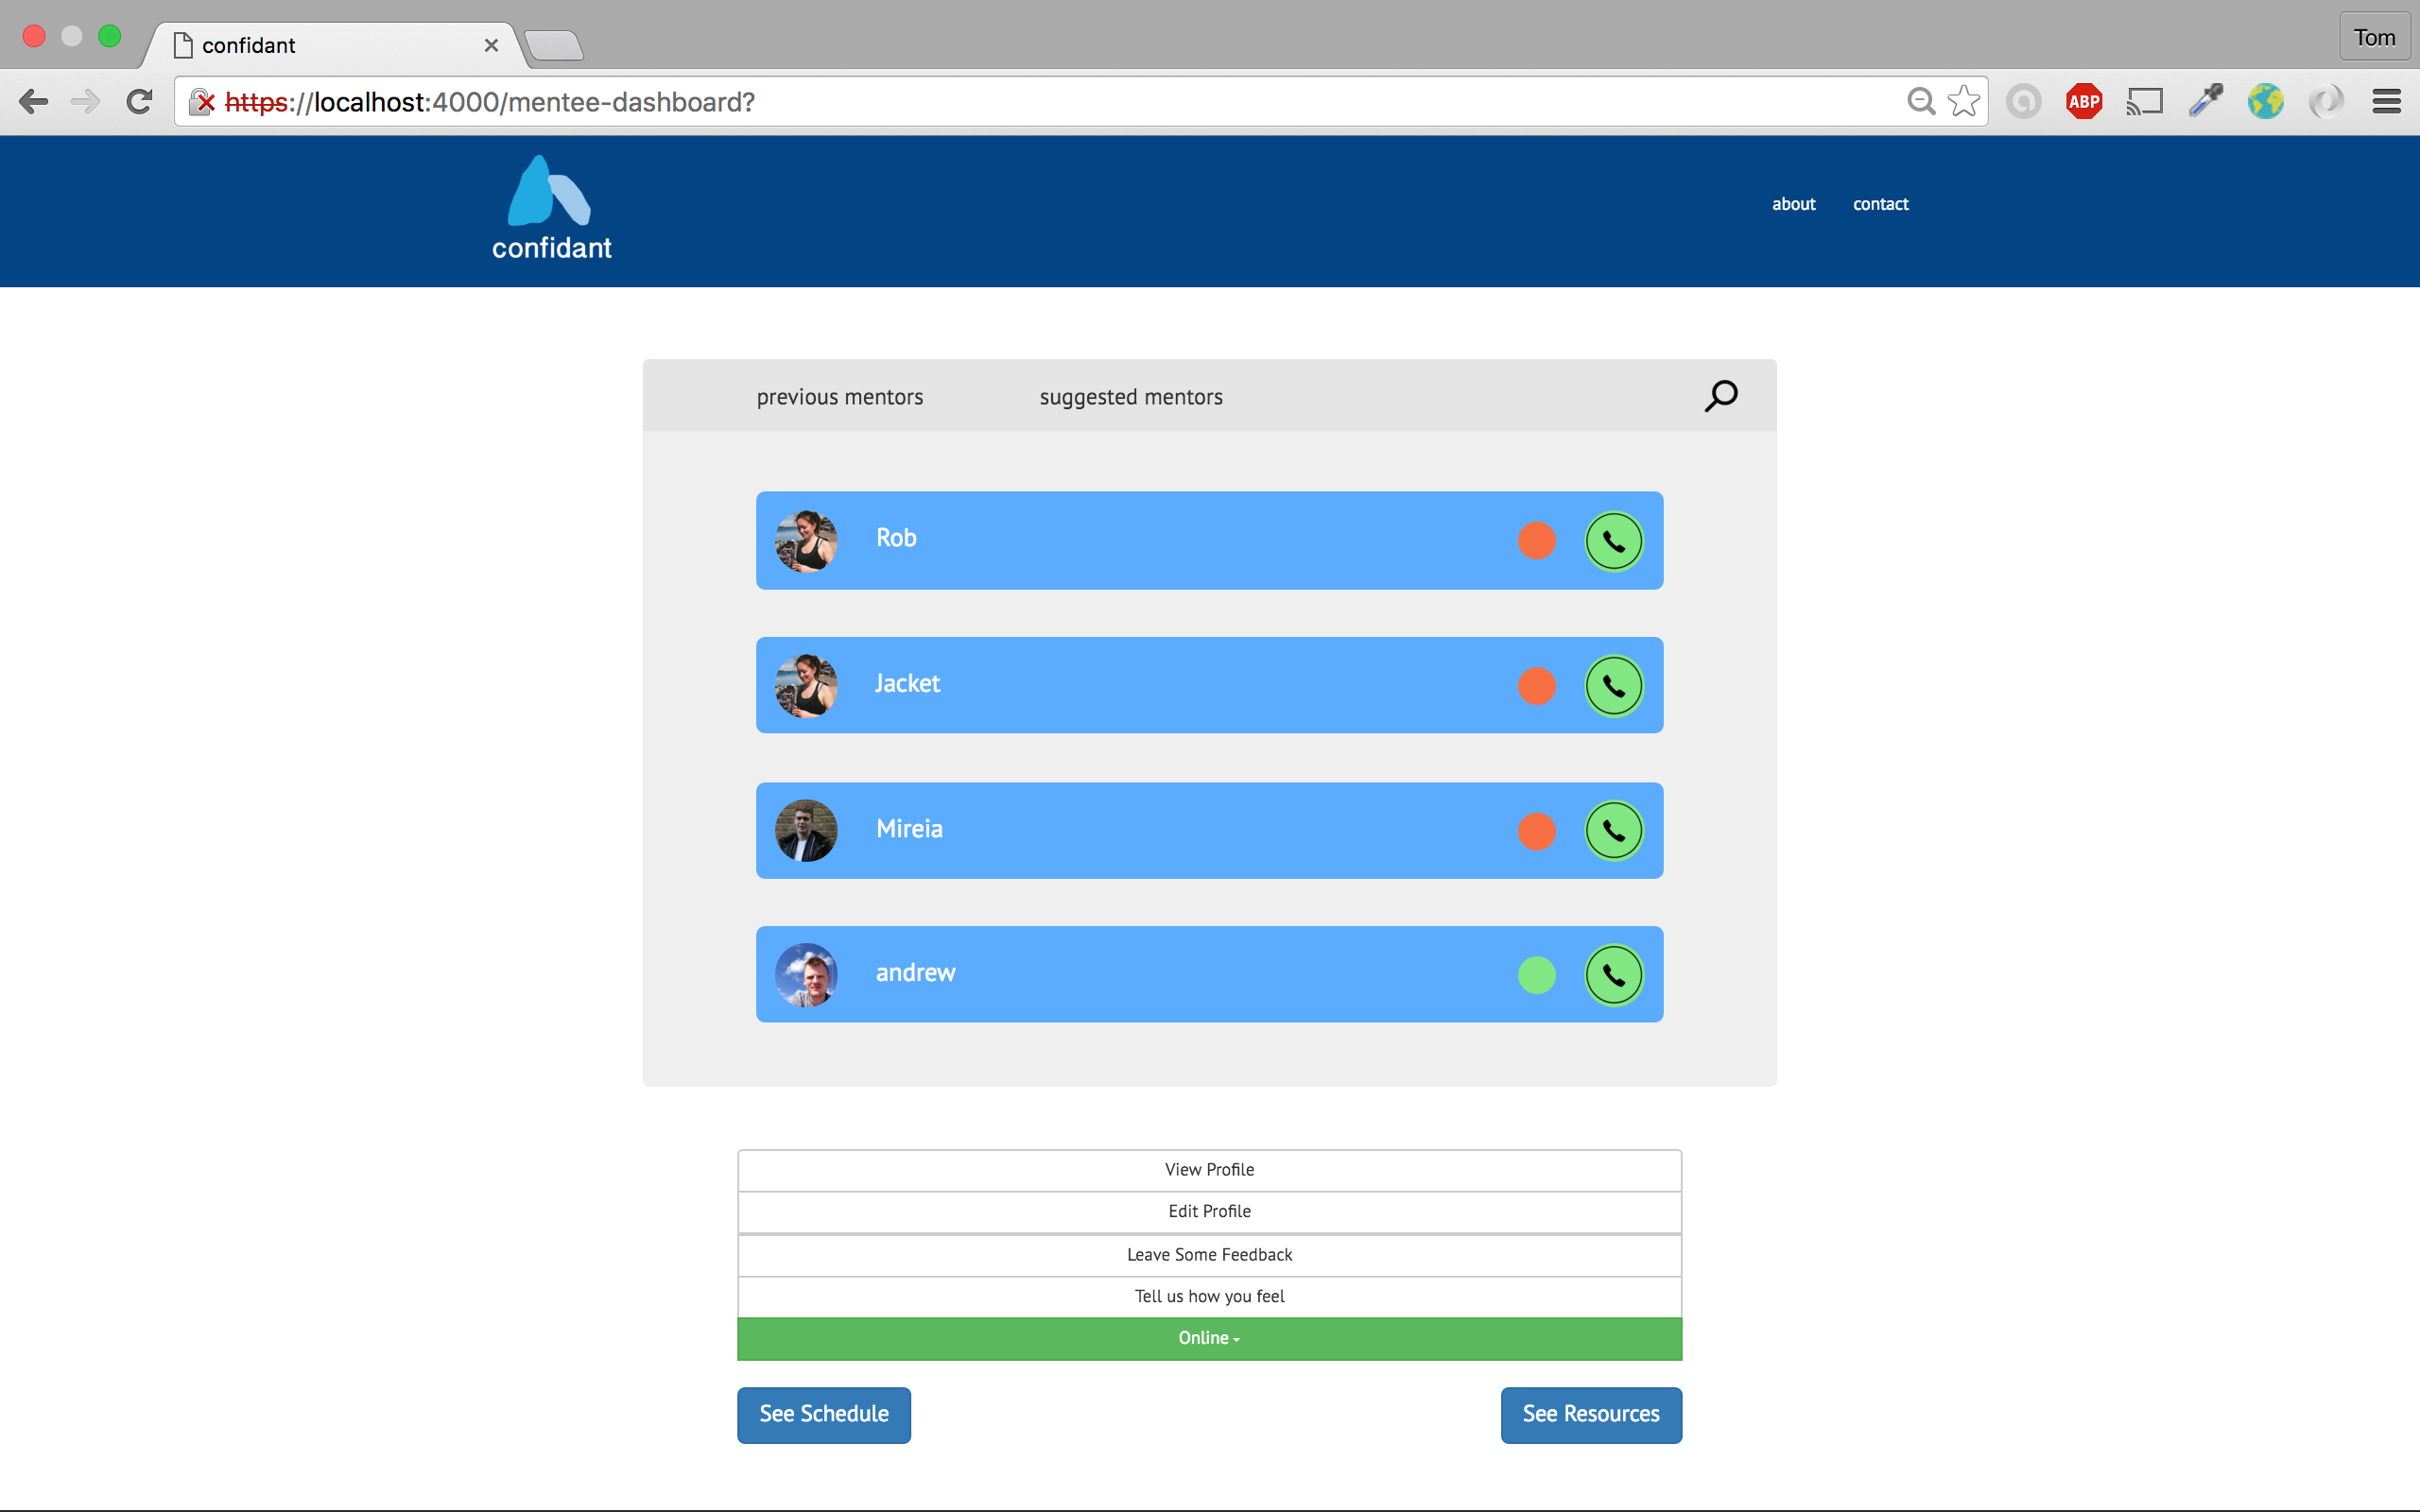 confidant
Tom
https://localhost:4000/mentee-dashboard?
ABP
confidant
about contact
previous mentors suggested mentors
Rob
Jacket
Mireia
andrew
View Profile
Edit Profile
Leave Some Feedback
Tell us how you feel
Online
See Schedule See Resources